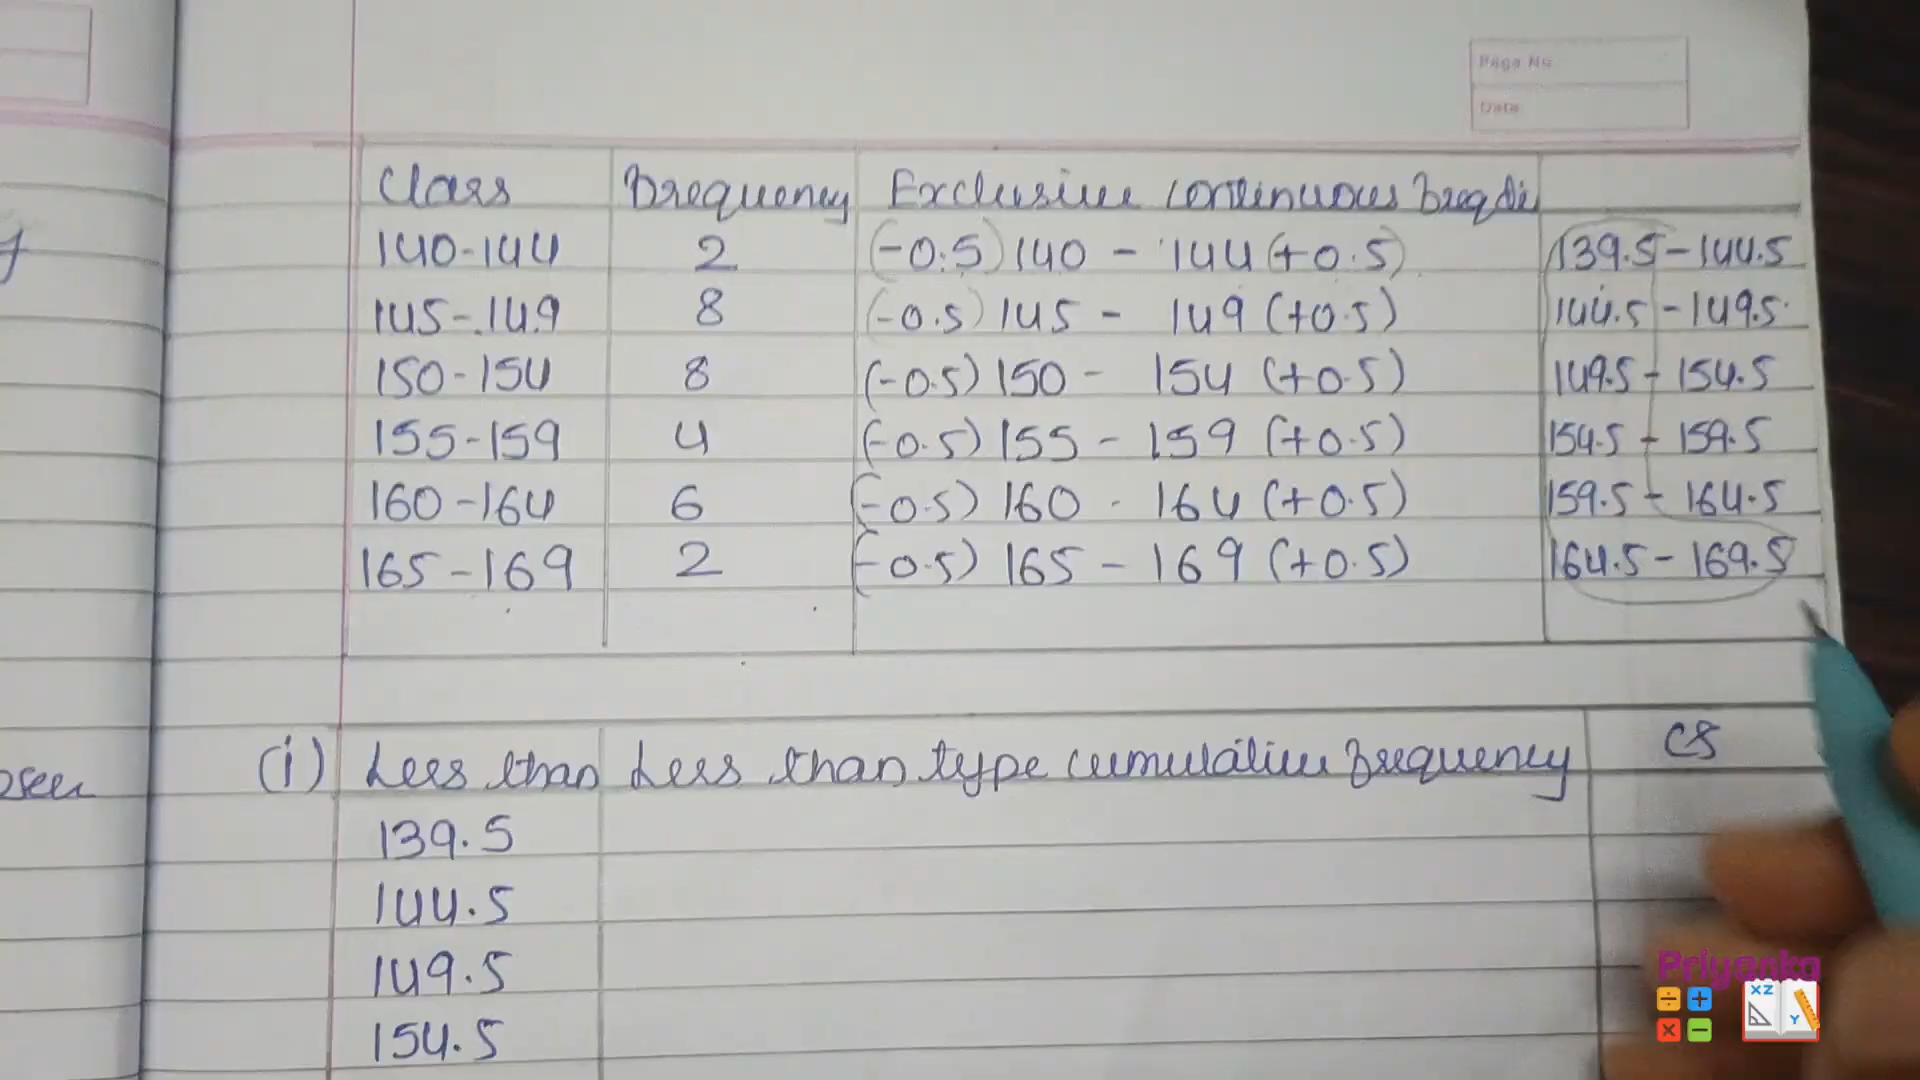 Page No.
Date
Class Frequency Exclusive continuous
140-144 2 (-0.5) 140 - 144 (+0.5) 139.5-144.5
145-149 8 (-0.5) 145 - 149 (+0.5) 144.5-149.5
150-154 8 (-0.5) 150 - 154 (+0.5) 149.5-154.5
155-159 4 (-0.5) 155 - 159 (+0.5) 154.5-159.5
160-164 6 (-0.5) 160 - 164 (+0.5) 159.5-164.5
165-169 2 (-0.5) 165 - 169 (+0.5) 164.5-169.5
(i) Less than Less than type cumulative frequency cf
139.5
144.5
149.5
154.5
Priyanka
XZ
Y